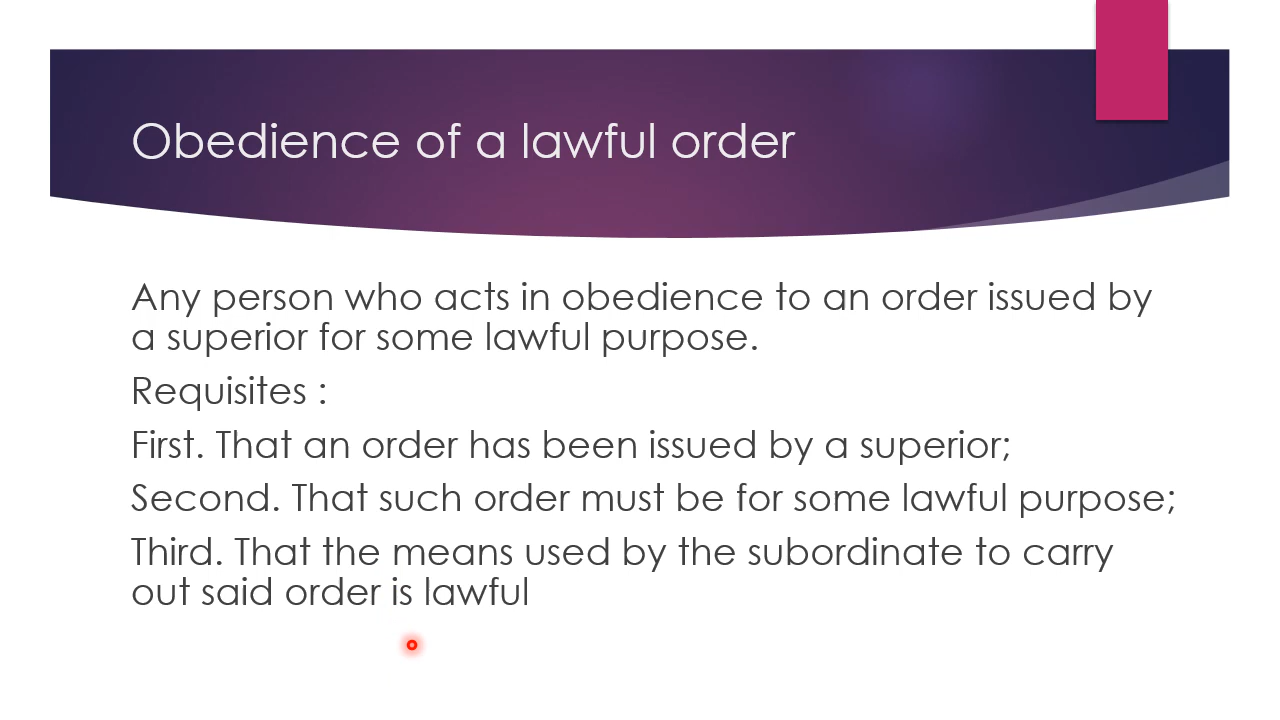 Obedience of a lawful order
Any person who acts in obedience to an order issued by
a superior for some lawful purpose.
Requisites :
First. That an order has been issued by a superior;
Second. That such order must be for some lawful purpose;
Third. That the means used by the subordinate to carry
out said order is lawful